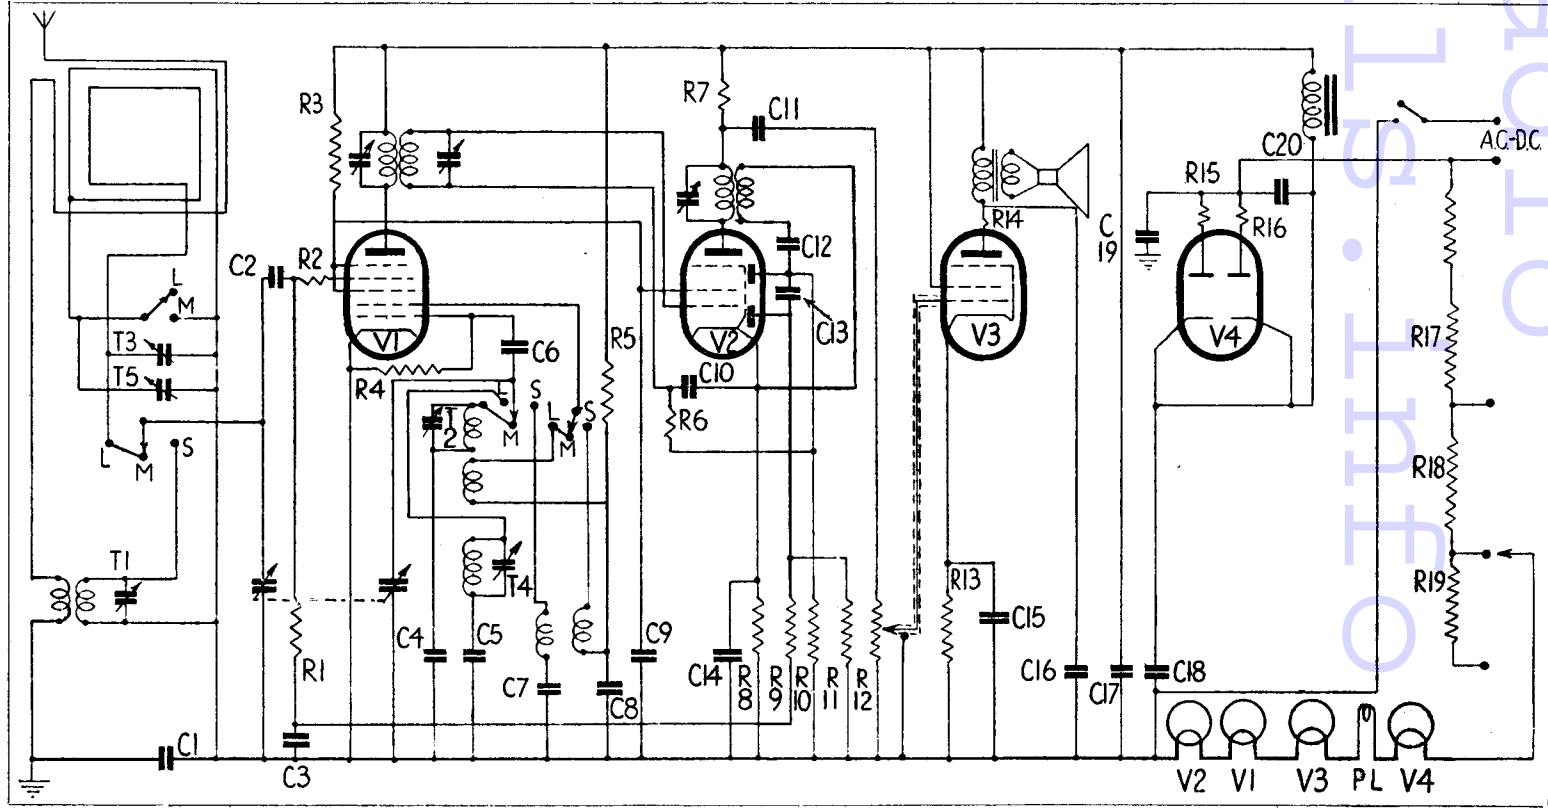 R3
R7
C11
C20
A.C.-D.C.
R15
R14
R16
C
19
C2
R2
L
M
C12
C13
T3
T5
V1
V2
V3
V4
R17
C6
R5
R4
C10
L
S
L
S
T
2
M
M
R6
L
M
S
R18
T1
T4
R13
R19
C4
C5
C9
C15
R1
C7
C8
C14
R
8
R
9
R
10
R
11
R
12
C16
C17
C18
C1
C3
V2
V1
V3
PL
V4
ls.info